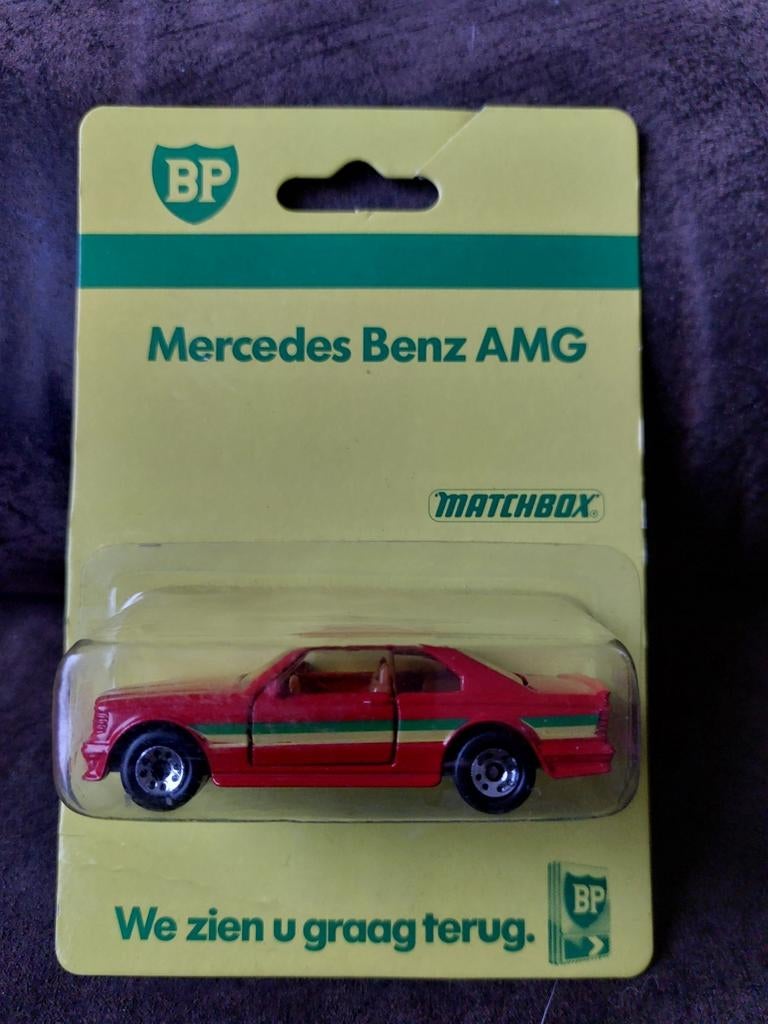 BP
Mercedes Benz AMG
"MATCHBOX"®
We zien u graag terug.
BP